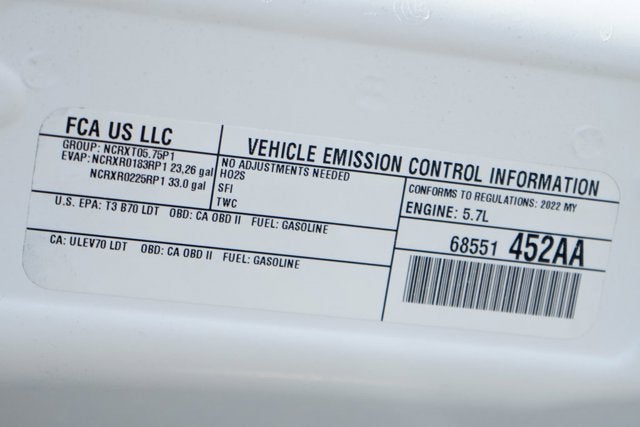 FCA US LLC
GROUP: NCRXT05.75P1
EVAP: NCRXR0183RP1 23,26 gal
NCRXR0225RP1 33.0 gal
VEHICLE EMISSION CONTROL INFORMATION
NO ADJUSTMENTS NEEDED
HO2S
SFI
TWC
CONFORMS TO REGULATIONS: 2022 MY
ENGINE: 5.7L
U.S. EPA: T3 B70 LDT OBD: CA OBD II FUEL: GASOLINE
CA: ULEV70 LDT OBD: CA OBD II FUEL: GASOLINE
68551 452AA